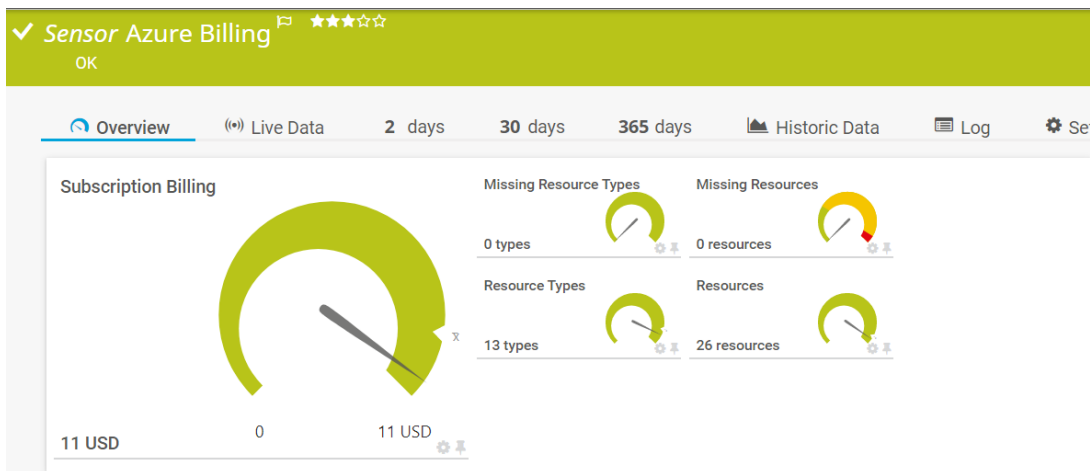 Sensor Azure Billing
OK
Overview
Live Data
2 days
30 days
365 days
Historic Data
Log
Se
Subscription Billing
x̄
0
11 USD
11 USD
Missing Resource Types
0 types
Missing Resources
0 resources
Resource Types
13 types
Resources
26 resources